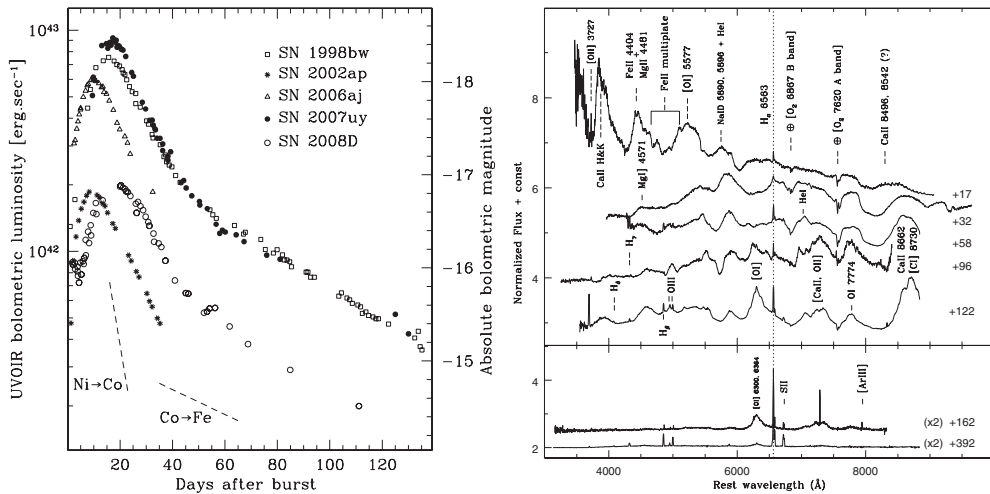 UVOIR bolometric luminosity [erg.sec⁻¹]
10⁴³
10⁴²
□ SN 1998bw
✱ SN 2002ap
△ SN 2006aj
● SN 2007uy
○ SN 2008D
Ni→Co
Co→Fe
20 40 60 80 100 120
Days after burst
-18
-17
-16
-15
Absolute bolometric magnitude
Normalized Flux + const
8
6
4
4
2
[OII] 3727
CaII H&K
FeII 4404 + MgII 4481
MgI] 4571
FeII multiplate
[OI] 5577
NaID 5890, 5896 + HeI
Hα 6563
⊕ [O₂ 6867 B band]
⊕ [O₂ 7620 A band]
CaII 8498, 8542 (?)
HeI
+17
+32
+58
+96
+122
Hγ
Hδ
Hβ
OIII
[OI]
[CaII, OII]
OI 7774
CaII 8662
[CI] 8730
[OI] 6300, 6364
SII
[ArIII]
(x2) +162
(x2) +392
4000 6000 8000
Rest wavelength (Å)